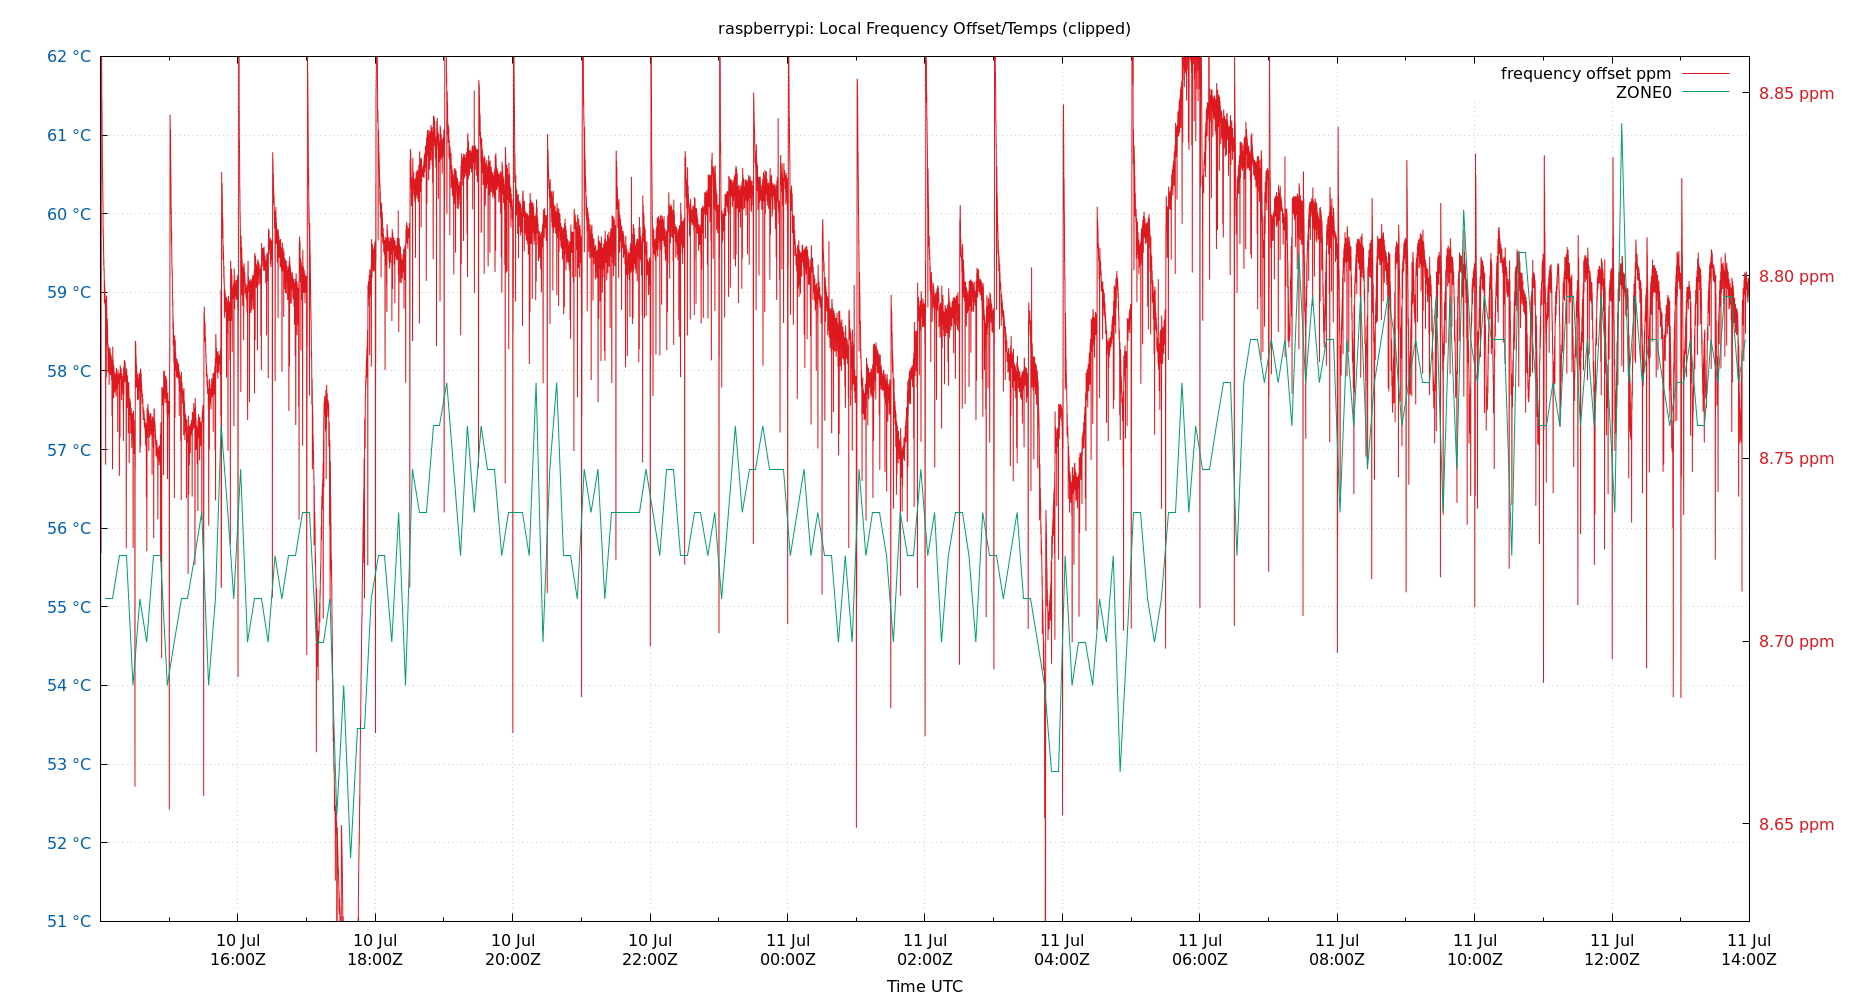 raspberrypi: Local Frequency Offset/Temps (clipped)
62 °C
61 °C
60 °C
59 °C
58 °C
57 °C
56 °C
55 °C
54 °C
53 °C
52 °C
51 °C
frequency offset ppm
ZONE0
8.85 ppm
8.80 ppm
8.75 ppm
8.70 ppm
8.65 ppm
10 Jul 10 Jul 10 Jul 10 Jul 11 Jul 11 Jul 11 Jul 11 Jul 11 Jul 11 Jul 11 Jul 11 Jul
16:00Z 18:00Z 20:00Z 22:00Z 00:00Z 02:00Z 04:00Z 06:00Z 08:00Z 10:00Z 12:00Z 14:00Z
Time UTC